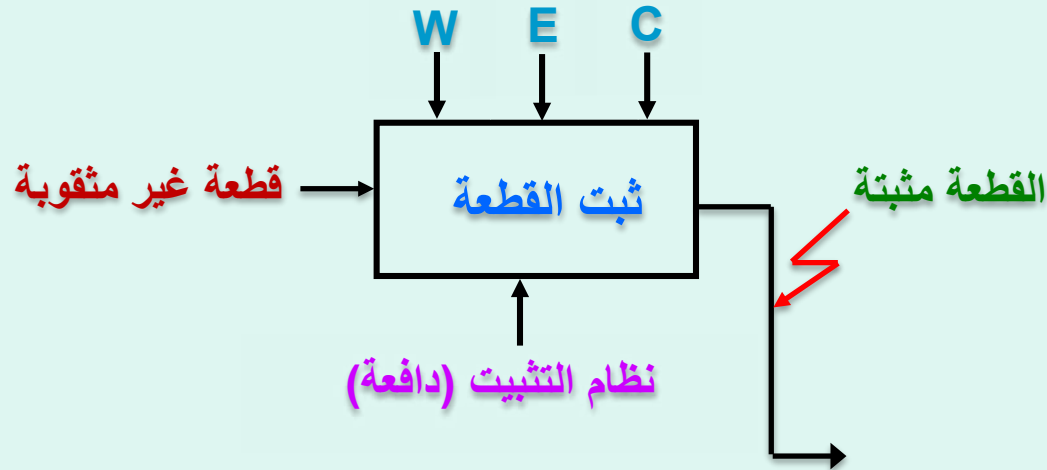 W E C
قطعة غير مثقوبة
ثبت القطعة
القطعة مثبتة
نظام التثبيت (دافعة)